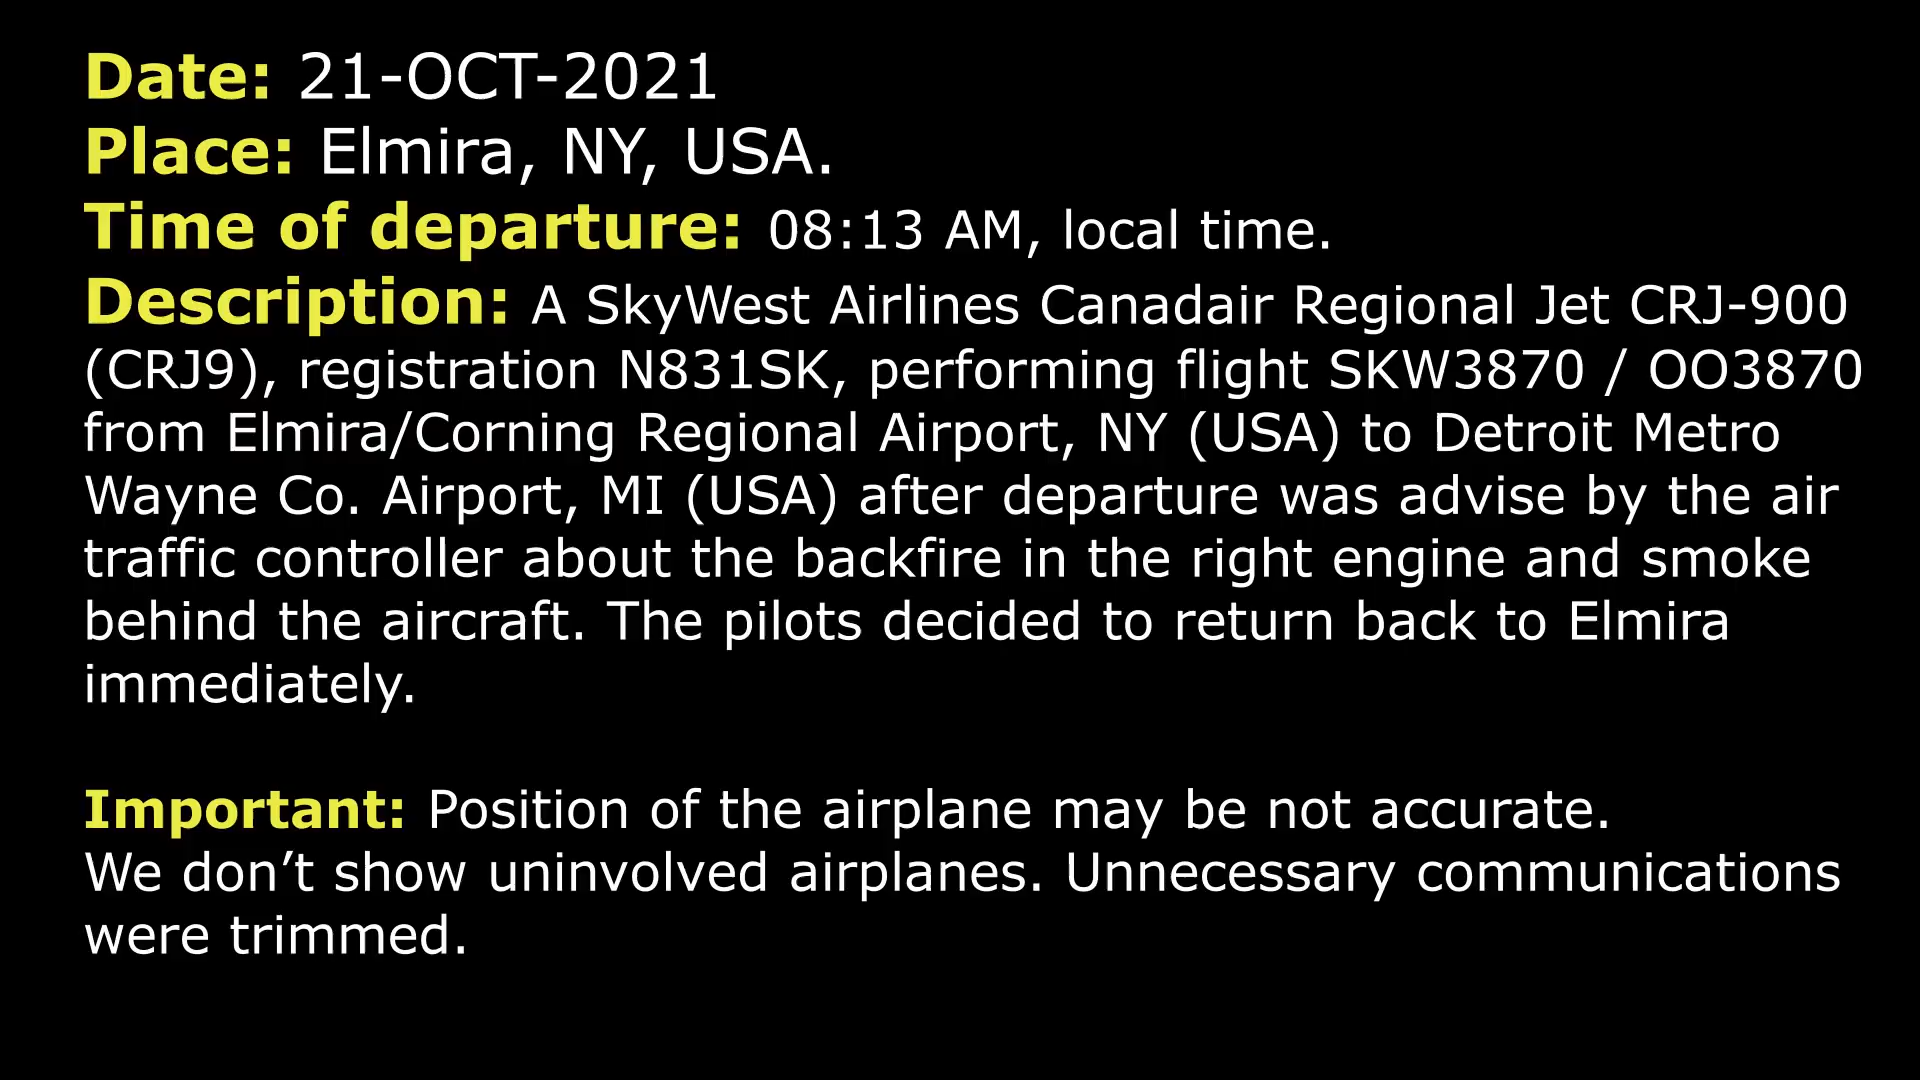 Date: 21-OCT-2021
Place: Elmira, NY, USA.
Time of departure: 08:13 AM, local time.
Description: A SkyWest Airlines Canadair Regional Jet CRJ-900
(CRJ9), registration N831SK, performing flight SKW3870 / OO3870
from Elmira/Corning Regional Airport, NY (USA) to Detroit Metro
Wayne Co. Airport, MI (USA) after departure was advise by the air
traffic controller about the backfire in the right engine and smoke
behind the aircraft. The pilots decided to return back to Elmira
immediately.
Important: Position of the airplane may be not accurate.
We don’t show uninvolved airplanes. Unnecessary communications
were trimmed.